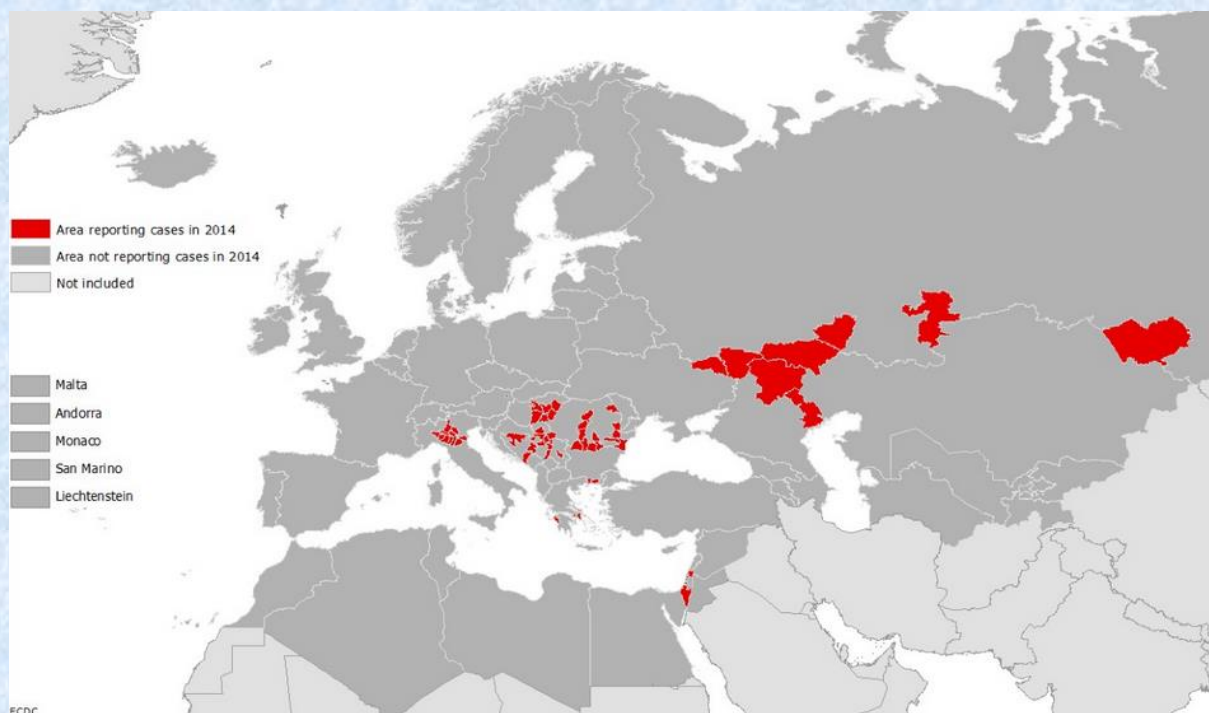 Area reporting cases in 2014
Area not reporting cases in 2014
Not included
Malta
Andorra
Monaco
San Marino
Liechtenstein
ECDC